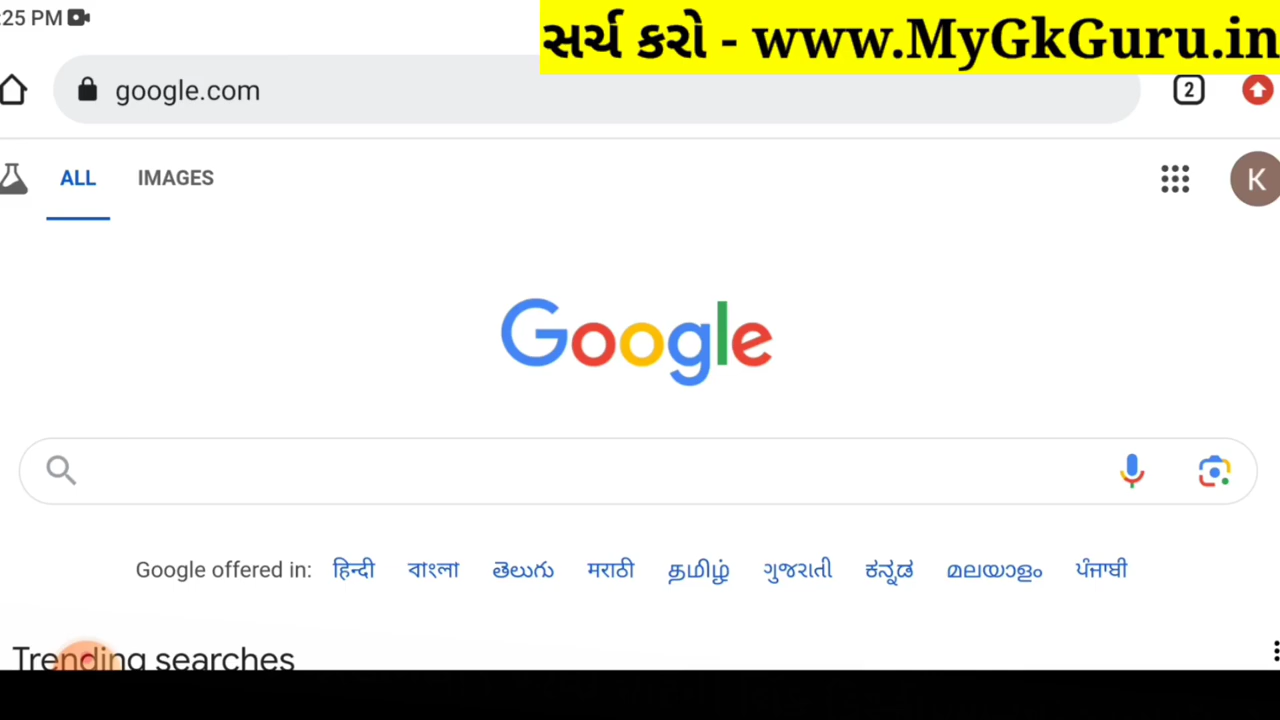 :25 PM
સર્ચ કરો - www.MyGkGuru.in
google.com
2
ALL IMAGES
K
Google
Google offered in: हिन्दी বাংলা తెలుగు मराठी தமிழ் ગુજરાતી ಕನ್ನಡ മലയാളം ਪੰਜਾਬੀ
Trending searches